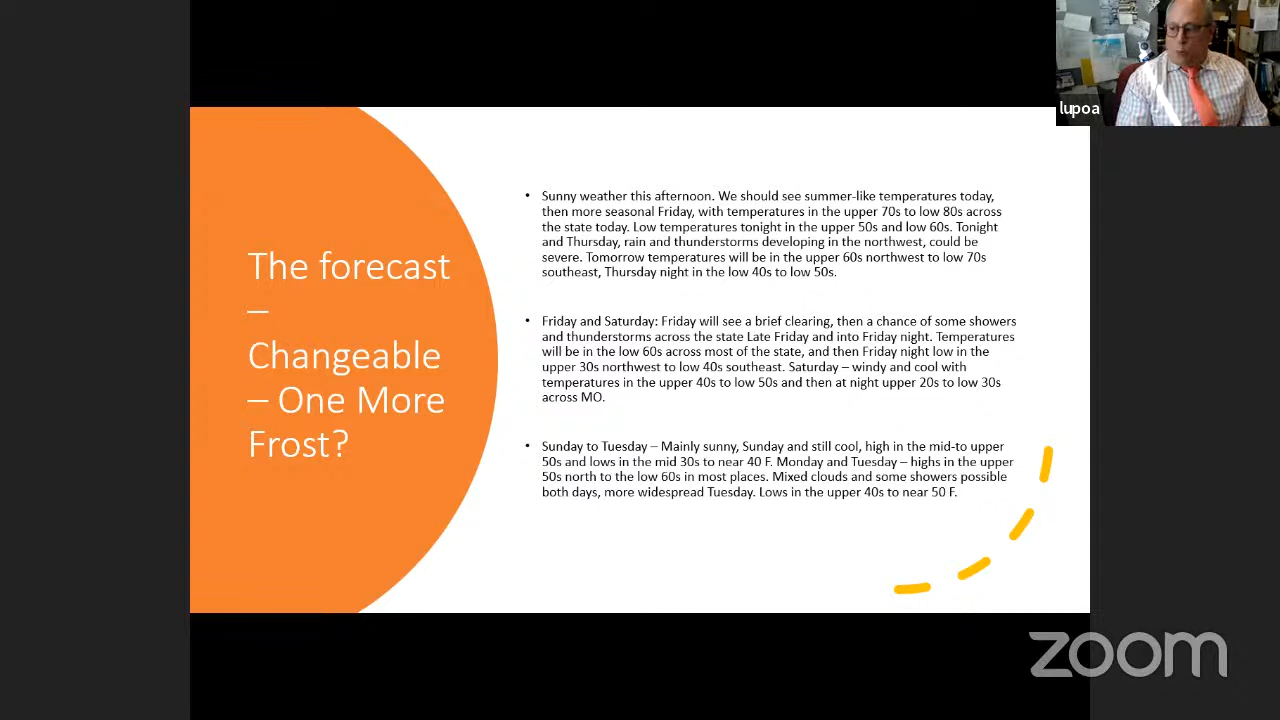 lupoa
The forecast
–
Changeable
– One More
Frost?
• Sunny weather this afternoon. We should see summer-like temperatures today,
then more seasonal Friday, with temperatures in the upper 70s to low 80s across
the state today. Low temperatures tonight in the upper 50s and low 60s. Tonight
and Thursday, rain and thunderstorms developing in the northwest, could be
severe. Tomorrow temperatures will be in the upper 60s northwest to low 70s
southeast, Thursday night in the low 40s to low 50s.
• Friday and Saturday: Friday will see a brief clearing, then a chance of some showers
and thunderstorms across the state Late Friday and into Friday night. Temperatures
will be in the low 60s across most of the state, and then Friday night low in the
upper 30s northwest to low 40s southeast. Saturday – windy and cool with
temperatures in the upper 40s to low 50s and then at night upper 20s to low 30s
across MO.
• Sunday to Tuesday – Mainly sunny, Sunday and still cool, high in the mid-to upper
50s and lows in the mid 30s to near 40 F. Monday and Tuesday – highs in the upper
50s north to the low 60s in most places. Mixed clouds and some showers possible
both days, more widespread Tuesday. Lows in the upper 40s to near 50 F.
zoom